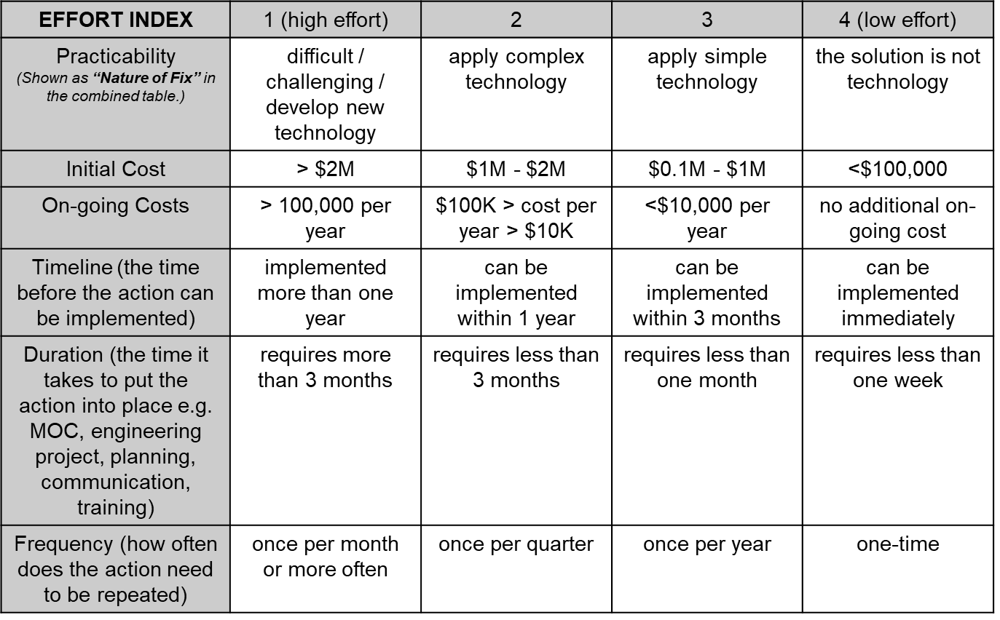 EFFORT INDEX
1 (high effort)
2
3
4 (low effort)
Practicability
(Shown as “Nature of Fix” in
the combined table.)
difficult /
challenging /
develop new
technology
apply complex
technology
apply simple
technology
the solution is not
technology
Initial Cost
> $2M
$1M - $2M
$0.1M - $1M
<$100,000
On-going Costs
> 100,000 per
year
$100K > cost per
year > $10K
<$10,000 per
year
no additional on-
going cost
Timeline (the time
before the action can
be implemented)
implemented
more than one
year
can be
implemented
within 1 year
can be
implemented
within 3 months
can be
implemented
immediately
Duration (the time it
takes to put the
action into place e.g.
MOC, engineering
project, planning,
communication,
training)
requires more
than 3 months
requires less than
3 months
requires less than
one month
requires less than
one week
Frequency (how often
does the action need
to be repeated)
once per month
or more often
once per quarter
once per year
one-time